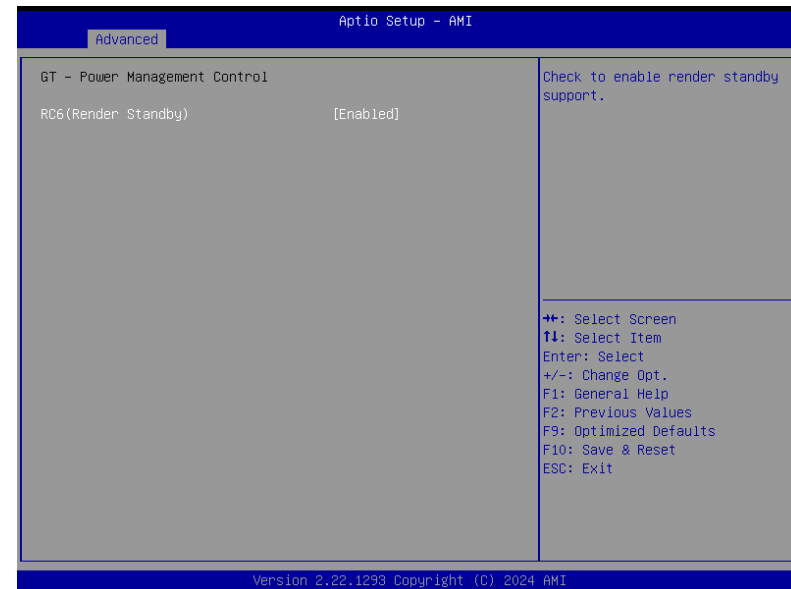 Aptio Setup – AMI
Advanced
GT – Power Management Control
RC6(Render Standby) [Enabled]
Check to enable render standby
support.
→←: Select Screen
↑↓: Select Item
Enter: Select
+/-: Change Opt.
F1: General Help
F2: Previous Values
F9: Optimized Defaults
F10: Save & Reset
ESC: Exit
Version 2.22.1293 Copyright (C) 2024 AMI